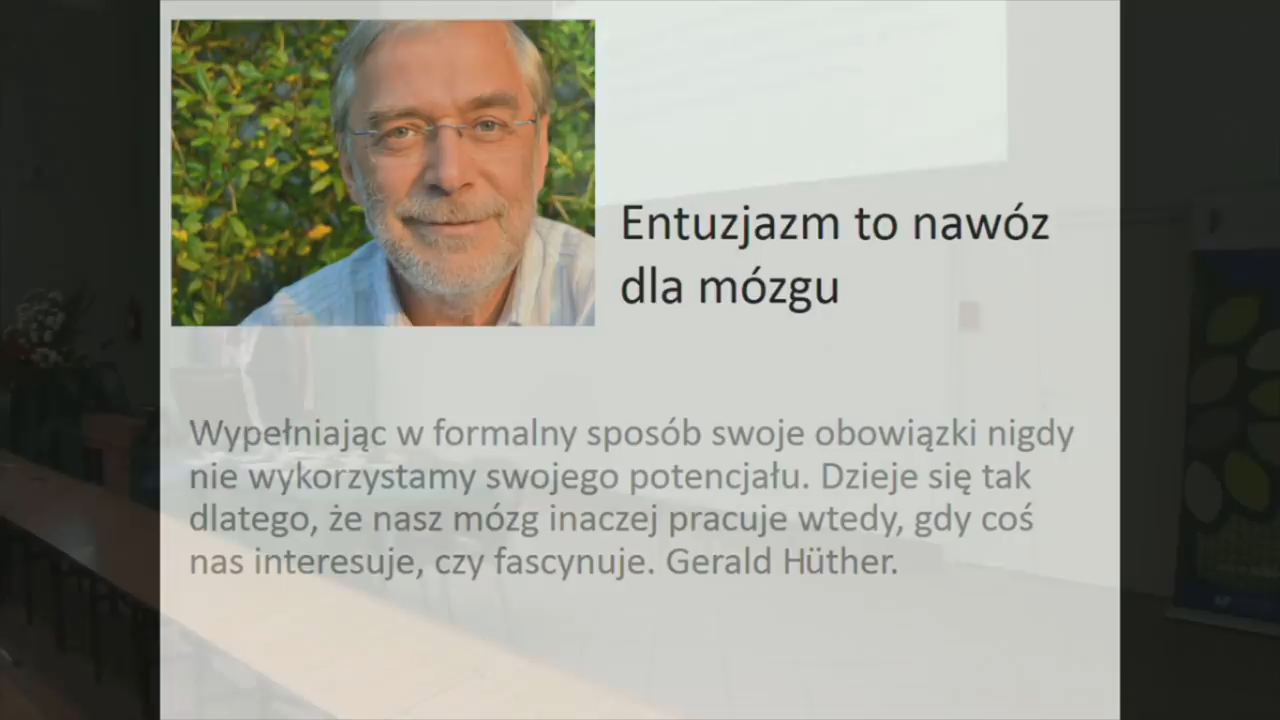 Entuzjazm to nawóz
dla mózgu
Wypełniając w formalny sposób swoje obowiązki nigdy
nie wykorzystamy swojego potencjału. Dzieje się tak
dlatego, że nasz mózg inaczej pracuje wtedy, gdy coś
nas interesuje, czy fascynuje. Gerald Hüther.